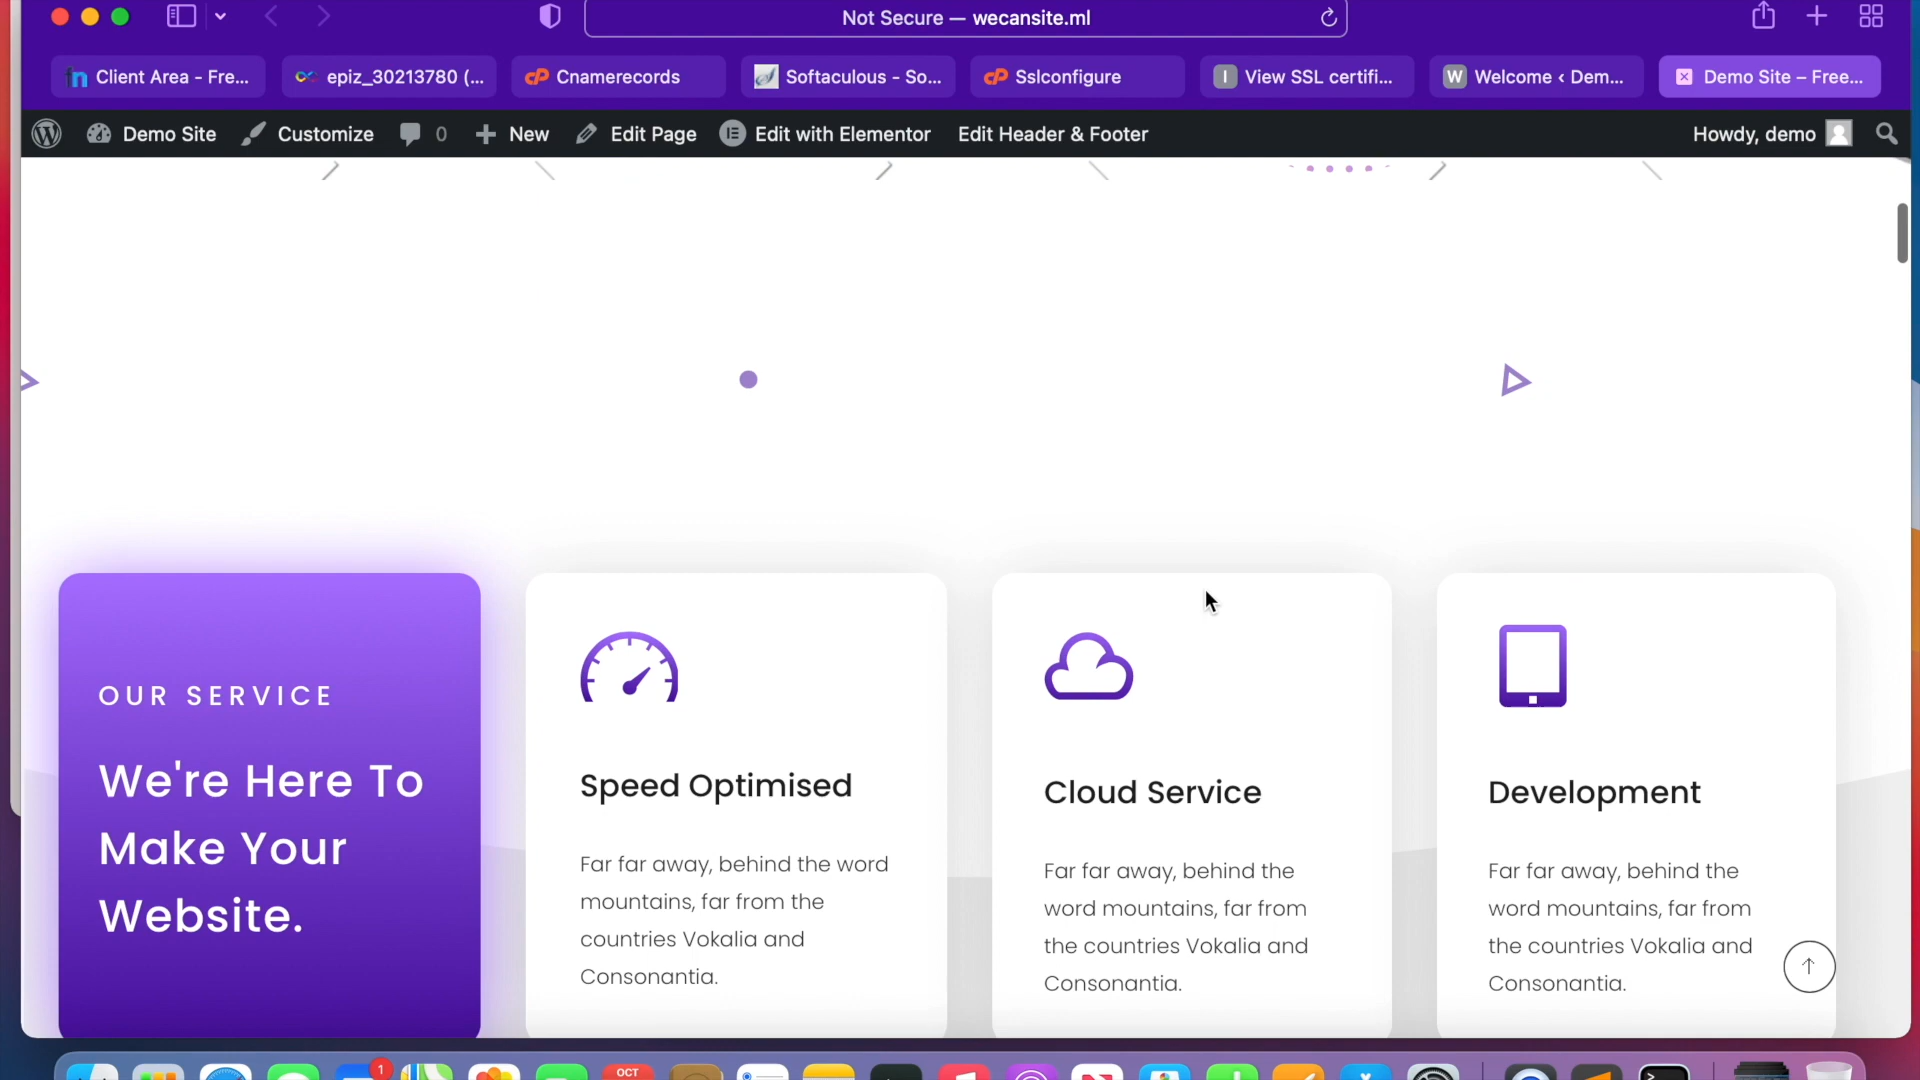 Not Secure — wecansite.ml
Client Area - Fre...
epiz_30213780 (...
cP Cnamerecords
Softaculous - So...
cP Sslconfigure
I View SSL certifi...
W Welcome ‹ Dem...
Demo Site – Free...
Demo Site
Customize
0
New
Edit Page
Edit with Elementor
Edit Header & Footer
Howdy, demo
OUR SERVICE
We're Here To
Make Your
Website.
Speed Optimised
Far far away, behind the word
mountains, far from the
countries Vokalia and
Consonantia.
Cloud Service
Far far away, behind the
word mountains, far from
the countries Vokalia and
Consonantia.
Development
Far far away, behind the
word mountains, far from
the countries Vokalia and
Consonantia.
1
OCT